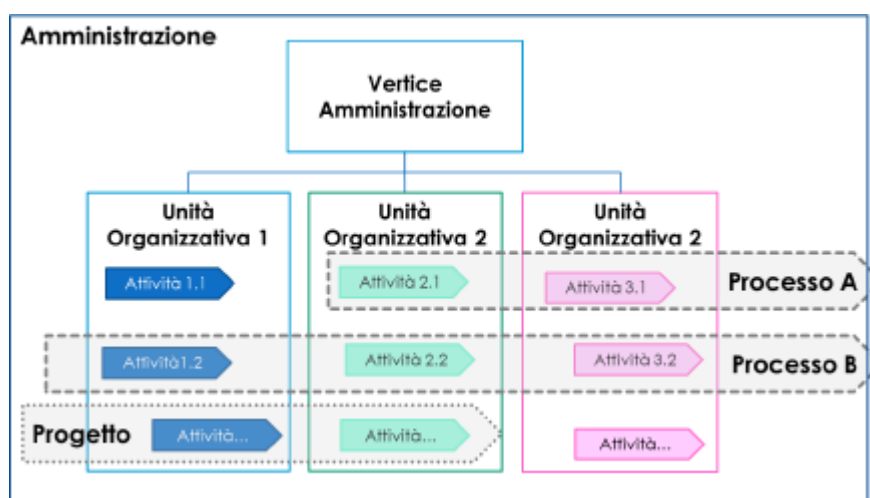 Amministrazione
Vertice
Amministrazione
Unità
Organizzativa 1
Unità
Organizzativa 2
Unità
Organizzativa 2
Attività 1.1
Attività 2.1
Attività 3.1
Processo A
Attività1.2
Attività 2.2
Attività 3.2
Processo B
Progetto
Attività...
Attività...
Attività...